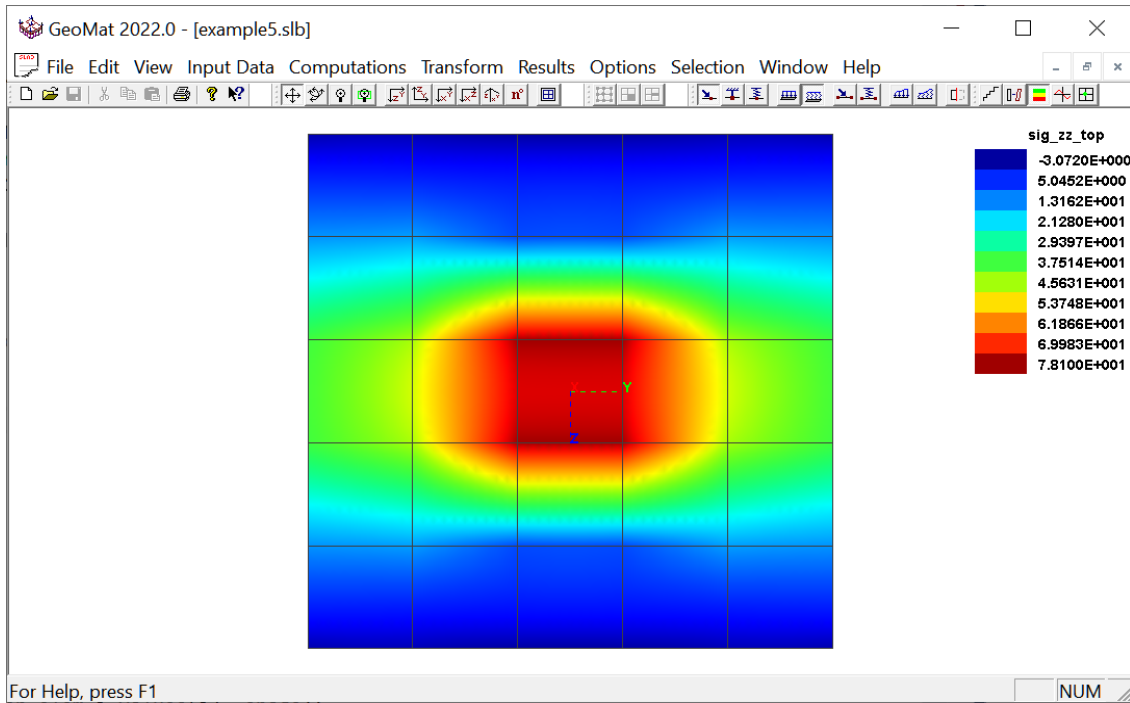 GeoMat 2022.0 - [example5.slb]
File Edit View Input Data Computations Transform Results Options Selection Window Help
n°
sig_zz_top
-3.0720E+000
5.0452E+000
1.3162E+001
2.1280E+001
2.9397E+001
3.7514E+001
4.5631E+001
5.3748E+001
6.1866E+001
6.9983E+001
7.8100E+001
Y
Z
For Help, press F1
NUM